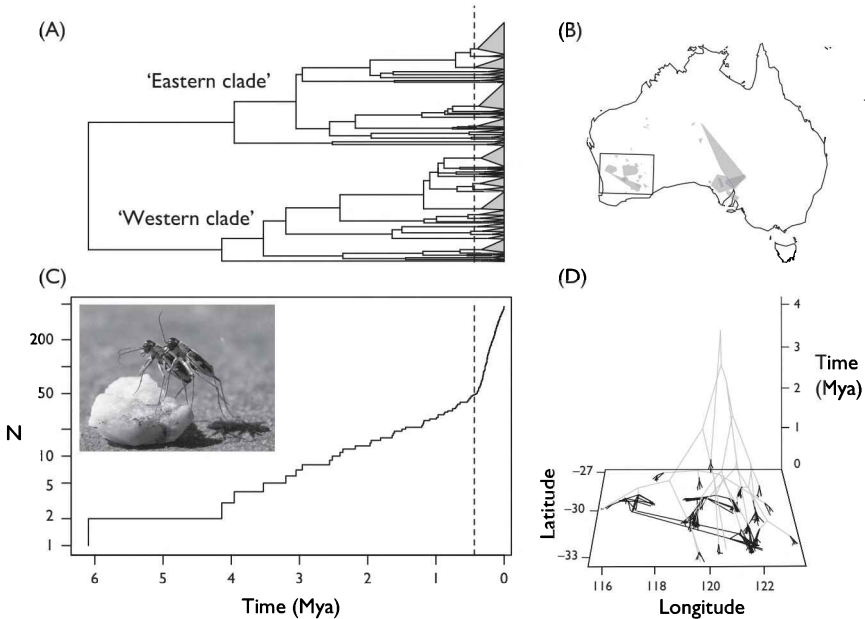 (A)
'Eastern clade'
'Western clade'
(B)
(C)
N
200
50
10
5
2
1
6 5 4 3 2 1 0
Time (Mya)
(D)
4
3
2
1
0
Time
(Mya)
Latitude
−27
−30
−33
116 118 120 122
Longitude